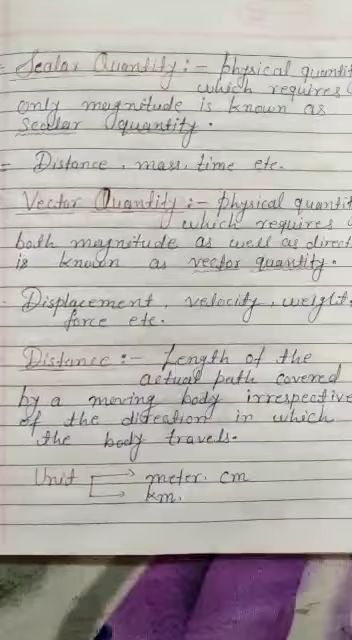 = Scalar Quantity :- physical quantit
which requires
only magnitude is known as
scalar quantity.
= Distance, mass, time etc.
Vector Quantity :- physical quantit
which requires
both magnitude as well as direct
is known as vector quantity.
- Displacement, velocity, weight,
force etc.
Distance :- Length of the
actual path covered
by a moving body irrespective
of the direction in which
the body travels.
Unit → meter. cm
→ km.